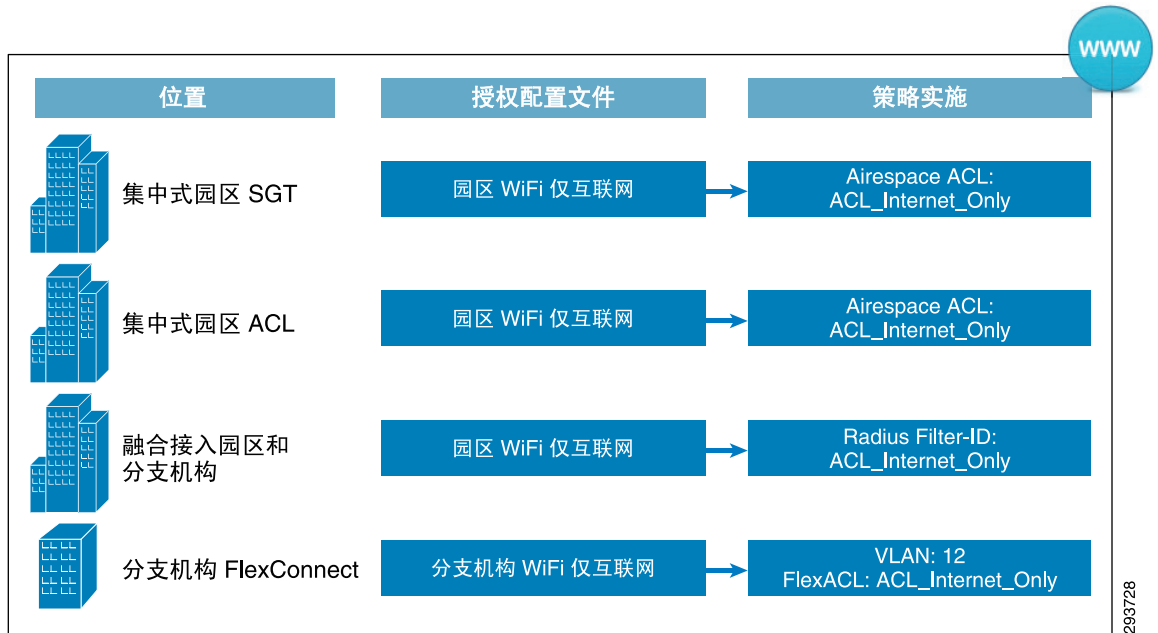 WWW
位置
授权配置文件
策略实施
集中式园区 SGT
园区 WiFi 仅互联网
Airespace ACL:
ACL_Internet_Only
集中式园区 ACL
园区 WiFi 仅互联网
Airespace ACL:
ACL_Internet_Only
融合接入园区和
分支机构
园区 WiFi 仅互联网
Radius Filter-ID:
ACL_Internet_Only
分支机构 FlexConnect
分支机构 WiFi 仅互联网
VLAN: 12
FlexACL: ACL_Internet_Only
293728